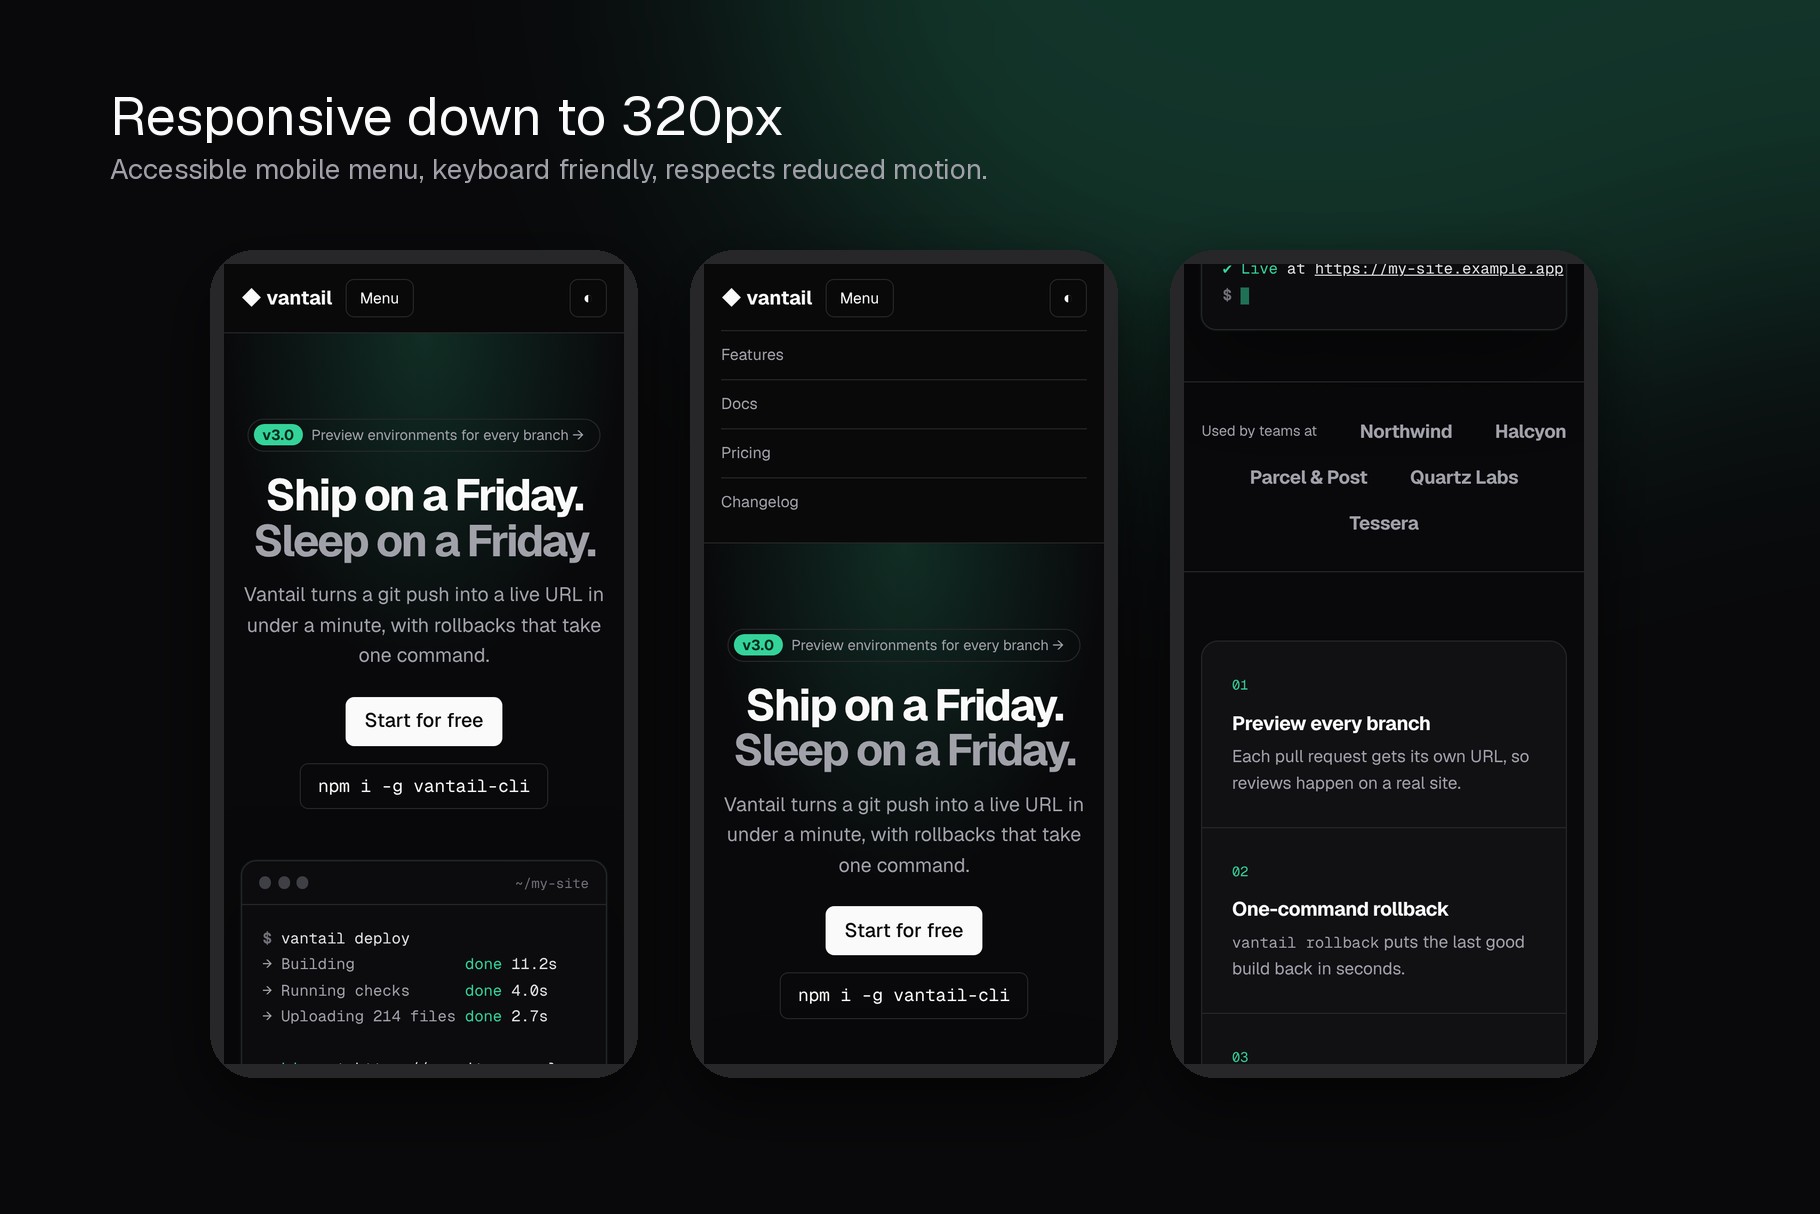 Responsive down to 320px
Accessible mobile menu, keyboard friendly, respects reduced motion.
vantail Menu
v3.0 Preview environments for every branch →
Ship on a Friday.
Sleep on a Friday.
Vantail turns a git push into a live URL in
under a minute, with rollbacks that take
one command.
Start for free
npm i -g vantail-cli
~/my-site
$ vantail deploy
→ Building done 11.2s
→ Running checks done 4.0s
→ Uploading 214 files done 2.7s
vantail Menu
Features
Docs
Pricing
Changelog
v3.0 Preview environments for every branch →
Ship on a Friday.
Sleep on a Friday.
Vantail turns a git push into a live URL in
under a minute, with rollbacks that take
one command.
Start for free
npm i -g vantail-cli
✔ Live at https://my-site.example.app
$
Used by teams at Northwind Halcyon
Parcel & Post Quartz Labs
Tessera
01
Preview every branch
Each pull request gets its own URL, so
reviews happen on a real site.
02
One-command rollback
vantail rollback puts the last good
build back in seconds.
03